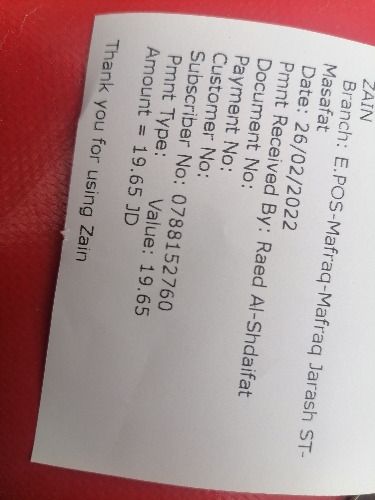 ZAIN
Branch: E.POS-Mafraq-Mafraq Jarash ST-
Masafat
Date: 26/02/2022
Pmnt Received By: Raed Al-Shdaifat
Document No:
Payment No:
Customer No:
Subscriber No: 0788152760
Pmnt Type: Value: 19.65
Amount = 19.65 JD
Thank you for using Zain